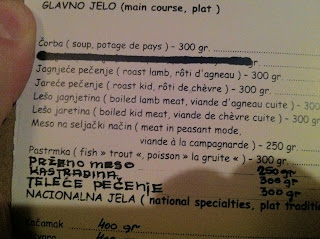 GLAVNO JELO (main course, plat )
Čorba ( soup, potage de pays ) - 300 gr.
gr.
Jagnjeće pečenje ( roast lamb, rôti d'agneau ) - 300 gr.
Jareće pečenje ( roast kid, rôti de chèvre ) - 300 gr.
Lešo jagnjetina ( boiled lamb meat, viande d'agneau cuite ) - 300
Lešo jaretina ( boiled kid meat, viande de chèvre cuite ) - 300 gr.
Meso na seljački način ( meat in peasant mode,
viande à la campagnarde ) - 250 gr.
Pastrmka ( fish » trout «, poisson » la gruite « ) - 300 gr.
PRŽENO MESO 250 gr.
KASTRADINA 300 gr.
TELEĆE PEČENJE 300 gr.
NACIONALNA JELA ( national specialties, plat traditi
Kačamak 400 gr